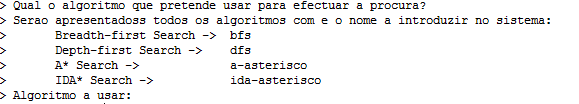 > Qual o algoritmo que pretende usar para efectuar a procura?
> Serao apresentadoss todos os algoritmos com e o nome a introduzir no sistema:
> Breadth-first Search -> bfs
> Depth-first Search -> dfs
> A* Search -> a-asterisco
> IDA* Search -> ida-asterisco
> Algoritmo a usar: